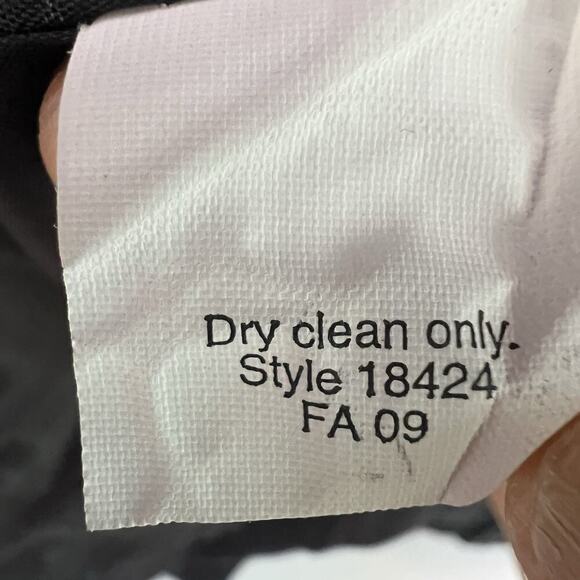 Dry clean only.
Style 18424
FA 09